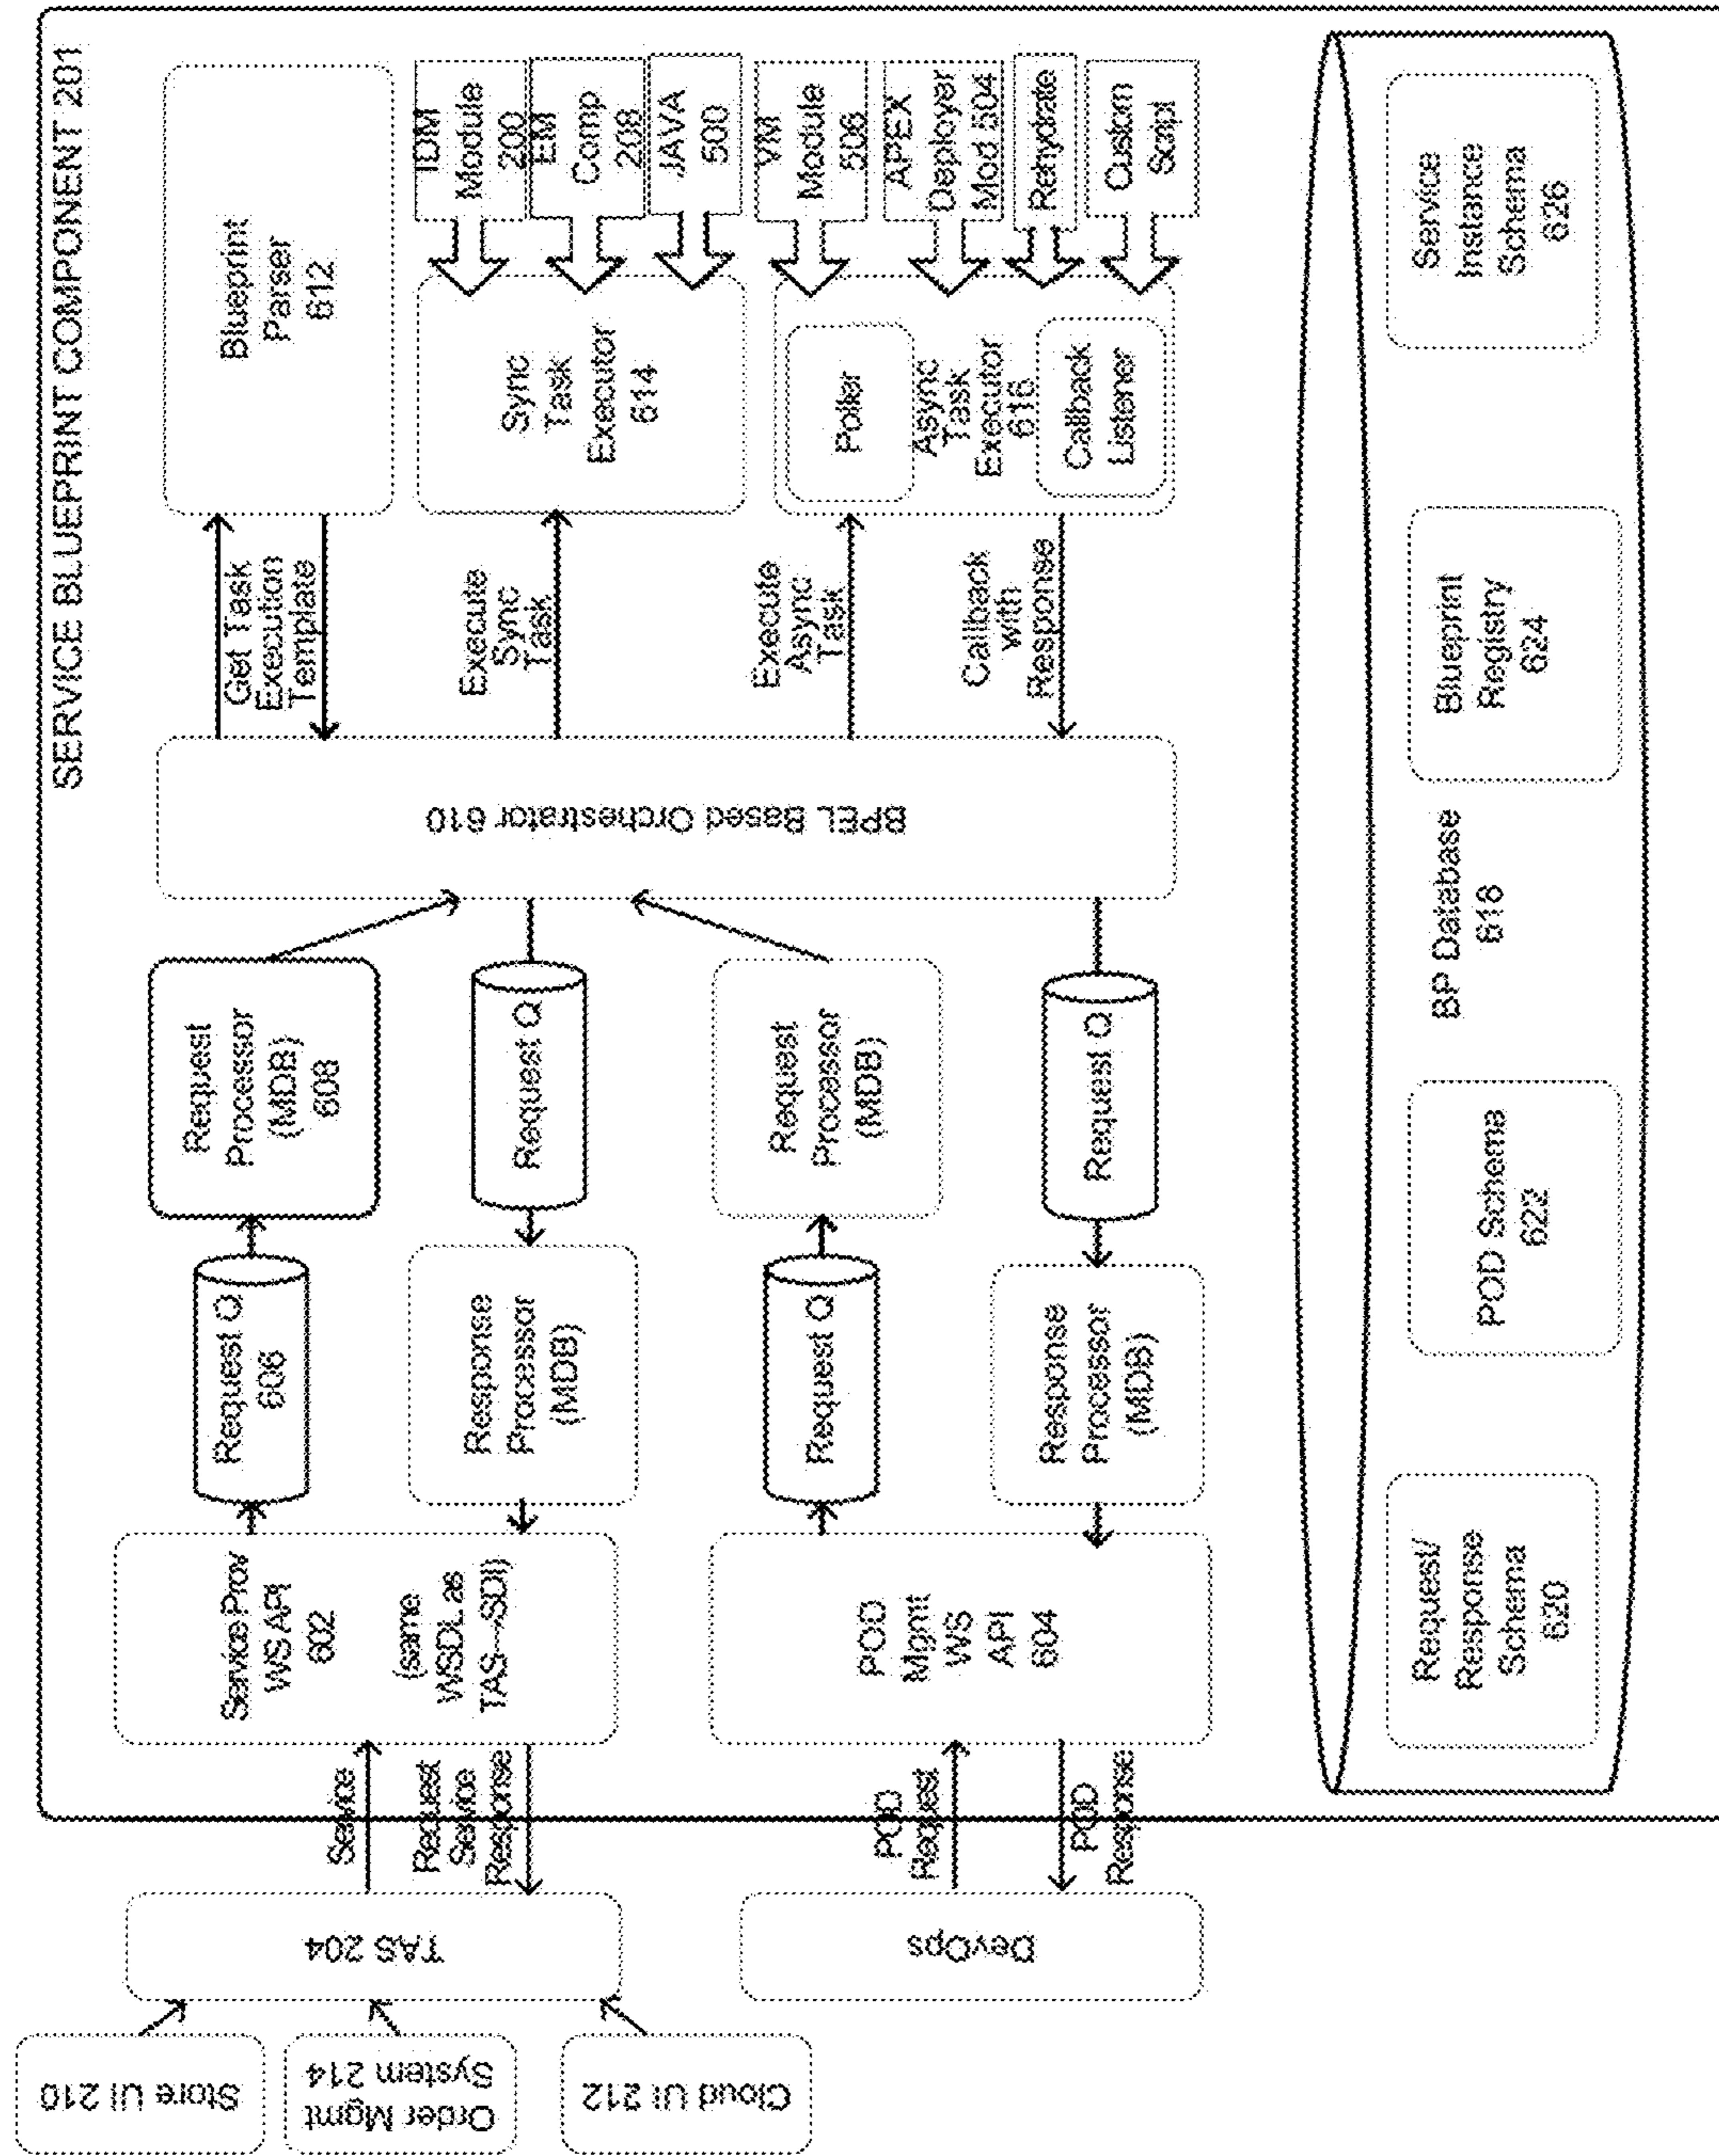 SERVICE BLUEPRINT COMPONENT 201
Store UI 210
Order Mgmt
System 214
Cloud UI 212
TAS 204
DevOps
Service
Request
Service
Response
POD
Request
POD
Response
Service Prov
WS API
602
(same
WSDL as
TAS---SDI)
POD
Mgmt
WS
API
604
Request Q
606
Response
Processor
(MDB)
Request Q
Response
Processor
(MDB)
Request
Processor
(MDB)
608
Request Q
Request
Processor
(MDB)
Request Q
BPEL Based Orchestrator 610
Get Task
Execution
Template
Execute
Sync
Task
Execute
Async
Task
Callback
with
Response
Blueprint
Parser
612
Sync
Task
Executor
614
Poller
Async
Task
Executor
616
Callback
Listener
IDM
Module
200
EM
Comp
208
JAVA
500
VM
Module
506
APEX
Deployer
Mod 504
Rehydrate
Custom
Script
Request/
Response
Schema
620
POD Schema
622
BP Database
618
Blueprint
Registry
624
Service
Instance
Schema
626